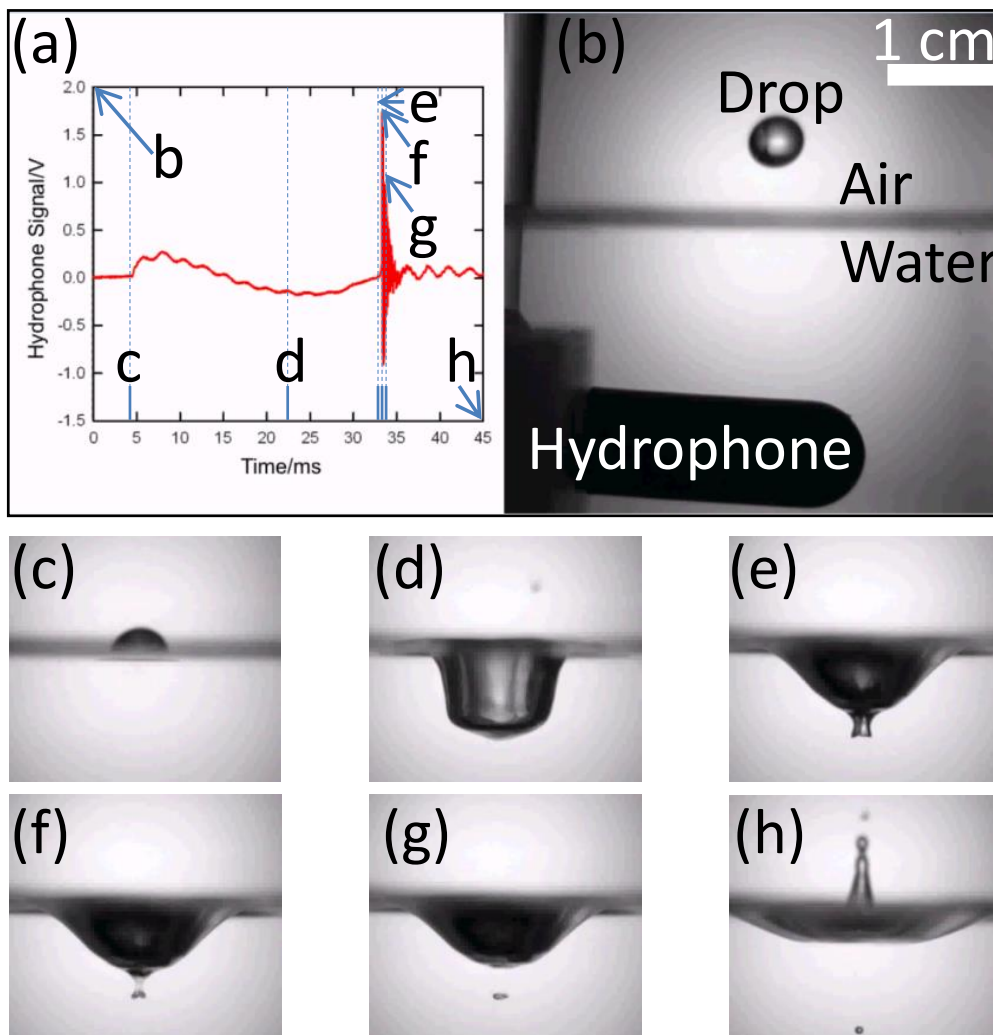 (a)
2.0
1.5
1.0
0.5
0.0
-0.5
-1.0
-1.5
Hydrophone Signal/V
b
e
f
g
c
d
h
0 5 10 15 20 25 30 35 40 45
Time/ms
(b)
1 cm
Drop
Air
Water
Hydrophone
(c)
(d)
(e)
(f)
(g)
(h)